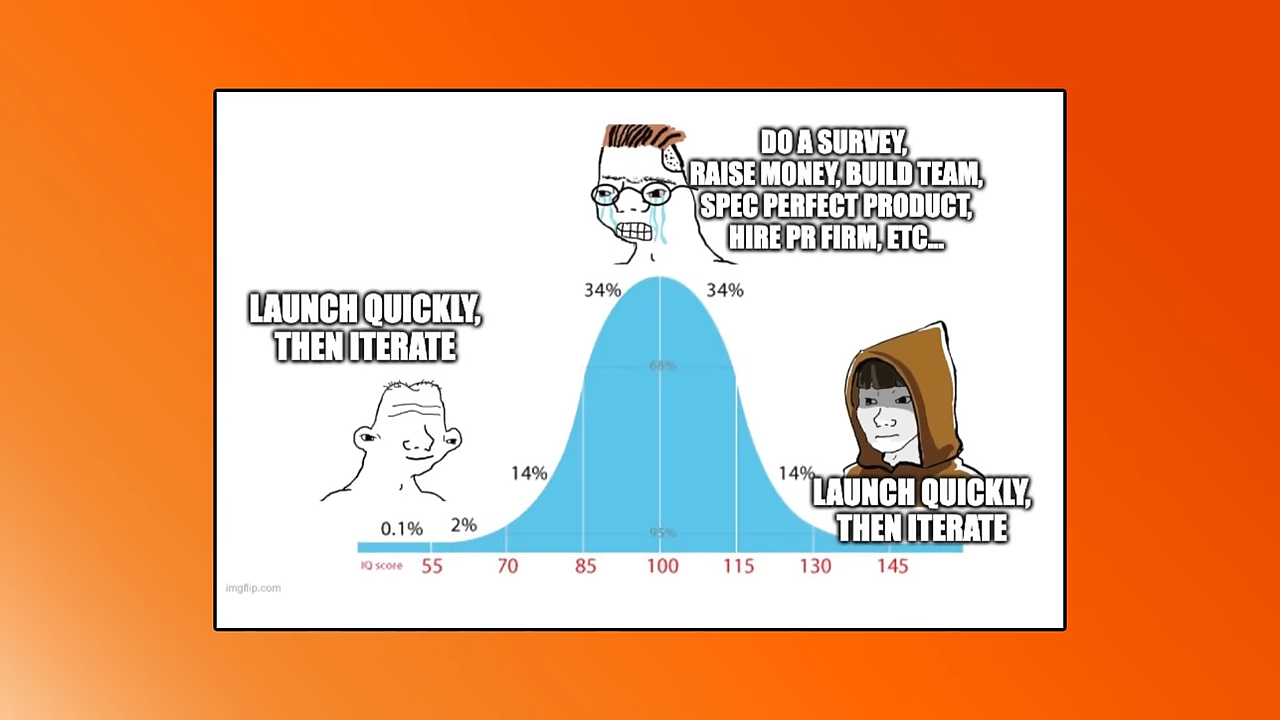 DO A SURVEY,
RAISE MONEY, BUILD TEAM,
SPEC PERFECT PRODUCT,
HIRE PR FIRM, ETC...
34%
34%
LAUNCH QUICKLY,
THEN ITERATE
68%
14%
14%
LAUNCH QUICKLY,
THEN ITERATE
0.1%
2%
95%
IQ score 55 70 85 100 115 130 145
imgflip.com